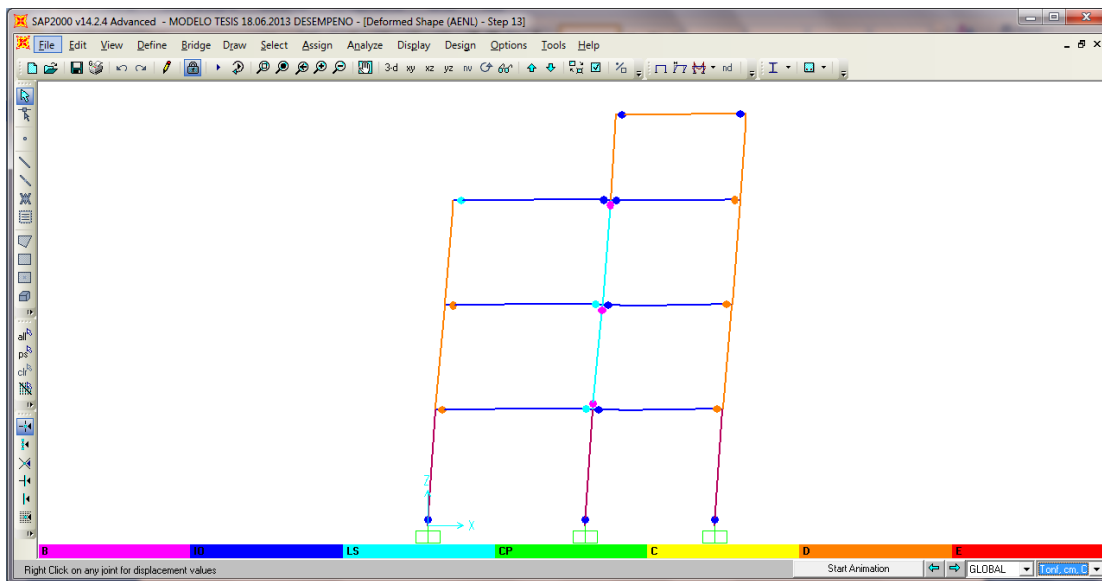 SAP2000 v14.2.4 Advanced - MODELO TESIS 18.06.2013 DESEMPENO - [Deformed Shape (AENL) - Step 13]
File Edit View Define Bridge Draw Select Assign Analyze Display Design Options Tools Help
3-d xy xz yz nv nd
all
ps
clr
Z
X
B IO LS CP C D E
Right Click on any joint for displacement values Start Animation GLOBAL Tonf, cm, C